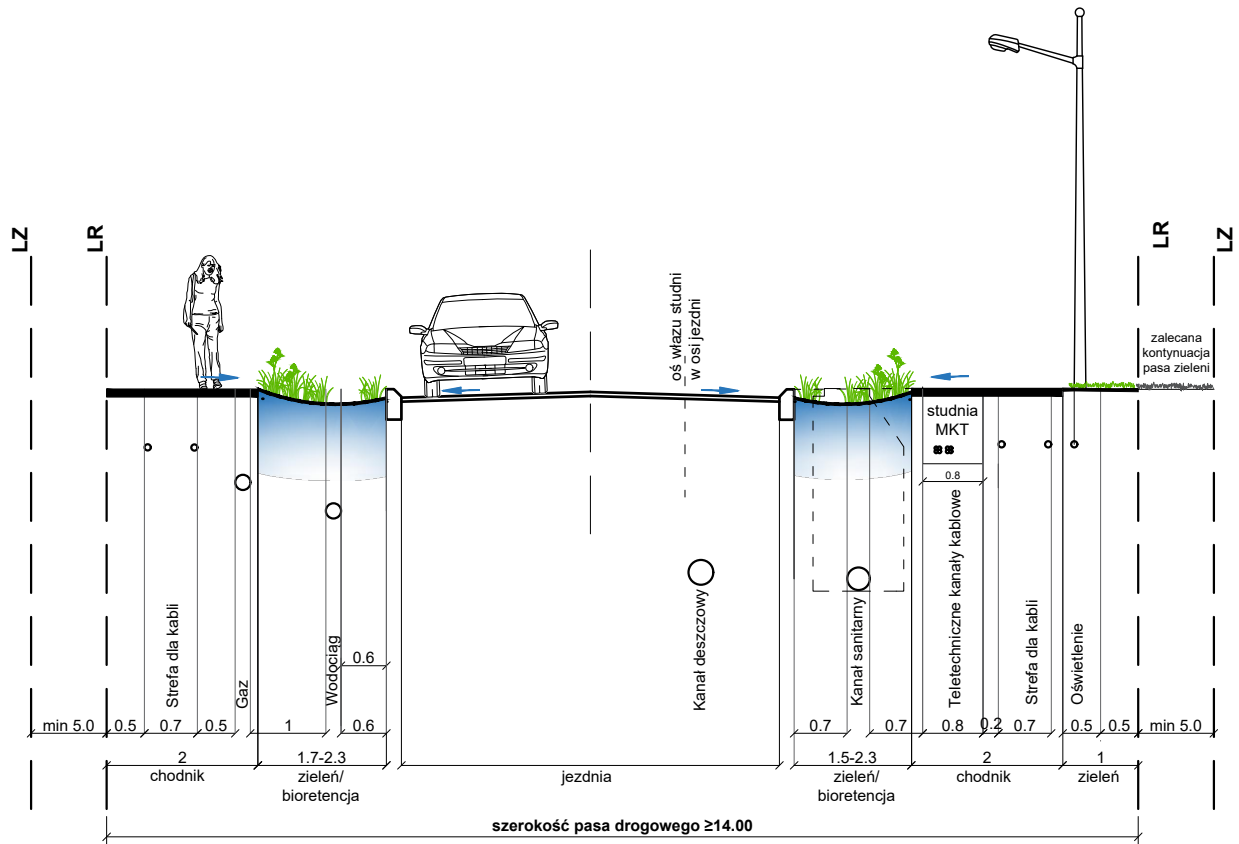 LZ
LR
LR
LZ
oś włazu studni
w osi jezdni
zalecana
kontynuacja
pasa zieleni
studnia
MKT
0.8
Strefa dla kabli
Gaz
Wodociąg
0.6
Kanał deszczowy
Kanał sanitarny
Teletechniczne kanały kablowe
Strefa dla kabli
Oświetlenie
min 5.0
0.5
0.7
0.5
1
0.6
0.7
0.7
0.8
0.2
0.7
0.5
0.5
min 5.0
2
chodnik
1.7-2.3
zieleń/
bioretencja
jezdnia
1.5-2.3
zieleń/
bioretencja
2
chodnik
1
zieleń
szerokość pasa drogowego ≥14.00